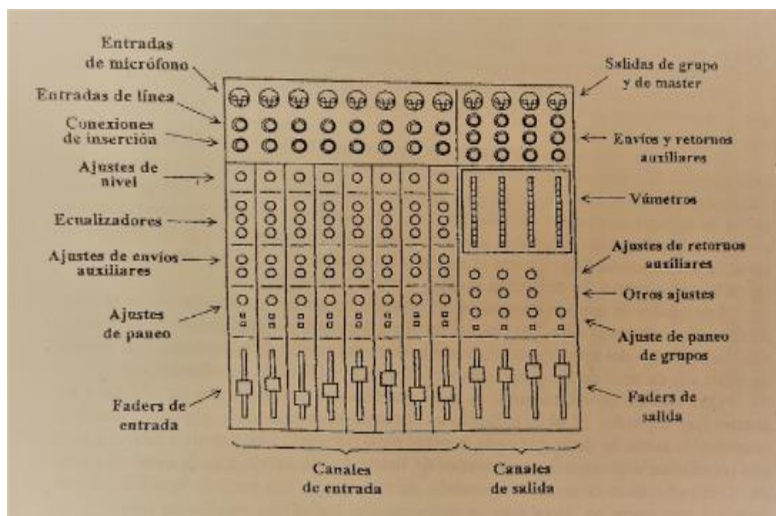 Entradas
de micrófono
Entradas de línea
Conexiones
de inserción
Ajustes de
nivel
Ecualizadores
Ajustes de envíos
auxiliares
Ajustes
de paneo
Faders de
entrada
Salidas de grupo
y de master
Envíos y retornos
auxiliares
Vúmetros
Ajustes de retornos
auxiliares
Otros ajustes
Ajuste de paneo
de grupos
Faders de
salida
Canales
de entrada
Canales
de salida